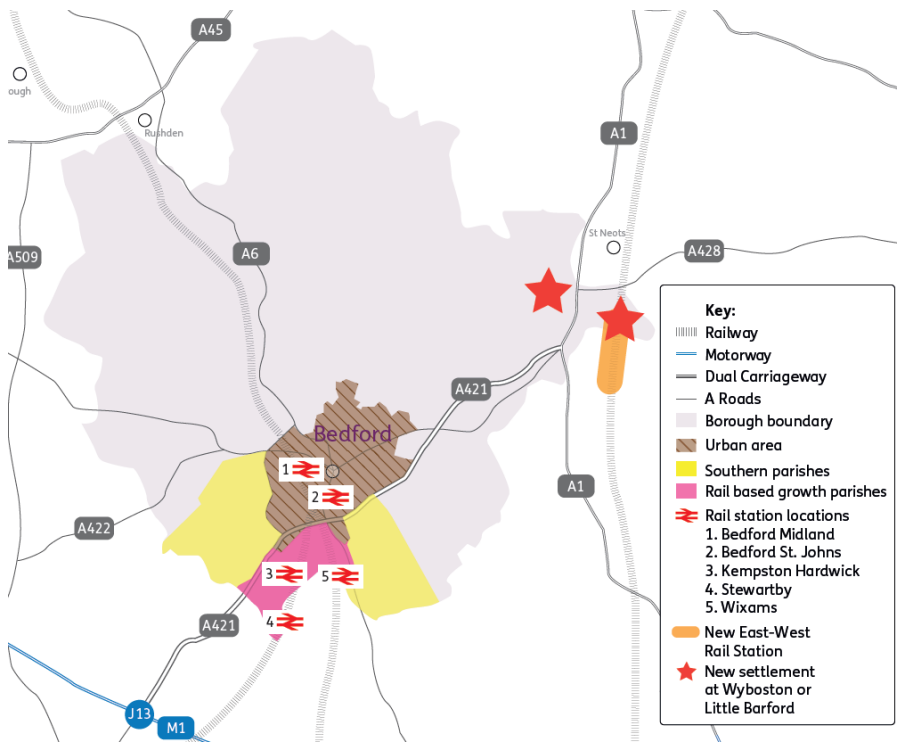 A45
ough
Rushden
A1
St Neots
A6
A428
A509
A421
Bedford
1
2
A1
A422
3
5
4
A421
J13
M1
Key:
Railway
Motorway
Dual Carriageway
A Roads
Borough boundary
Urban area
Southern parishes
Rail based growth parishes
Rail station locations
1. Bedford Midland
2. Bedford St. Johns
3. Kempston Hardwick
4. Stewartby
5. Wixams
New East-West
Rail Station
New settlement
at Wyboston or
Little Barford